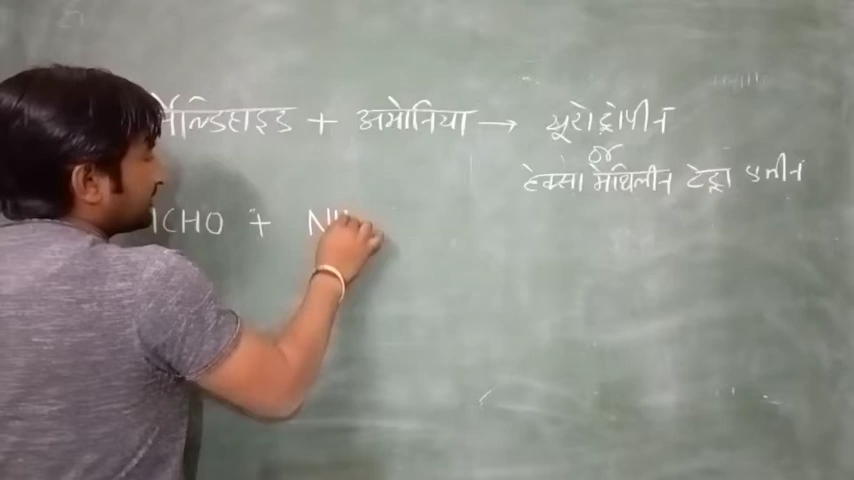 र्मेल्डिहाइड + अमोनिया → यूरोट्रोपीन
or
हेक्सा मेथिलीन टेट्रा एमीन
HCHO + NH